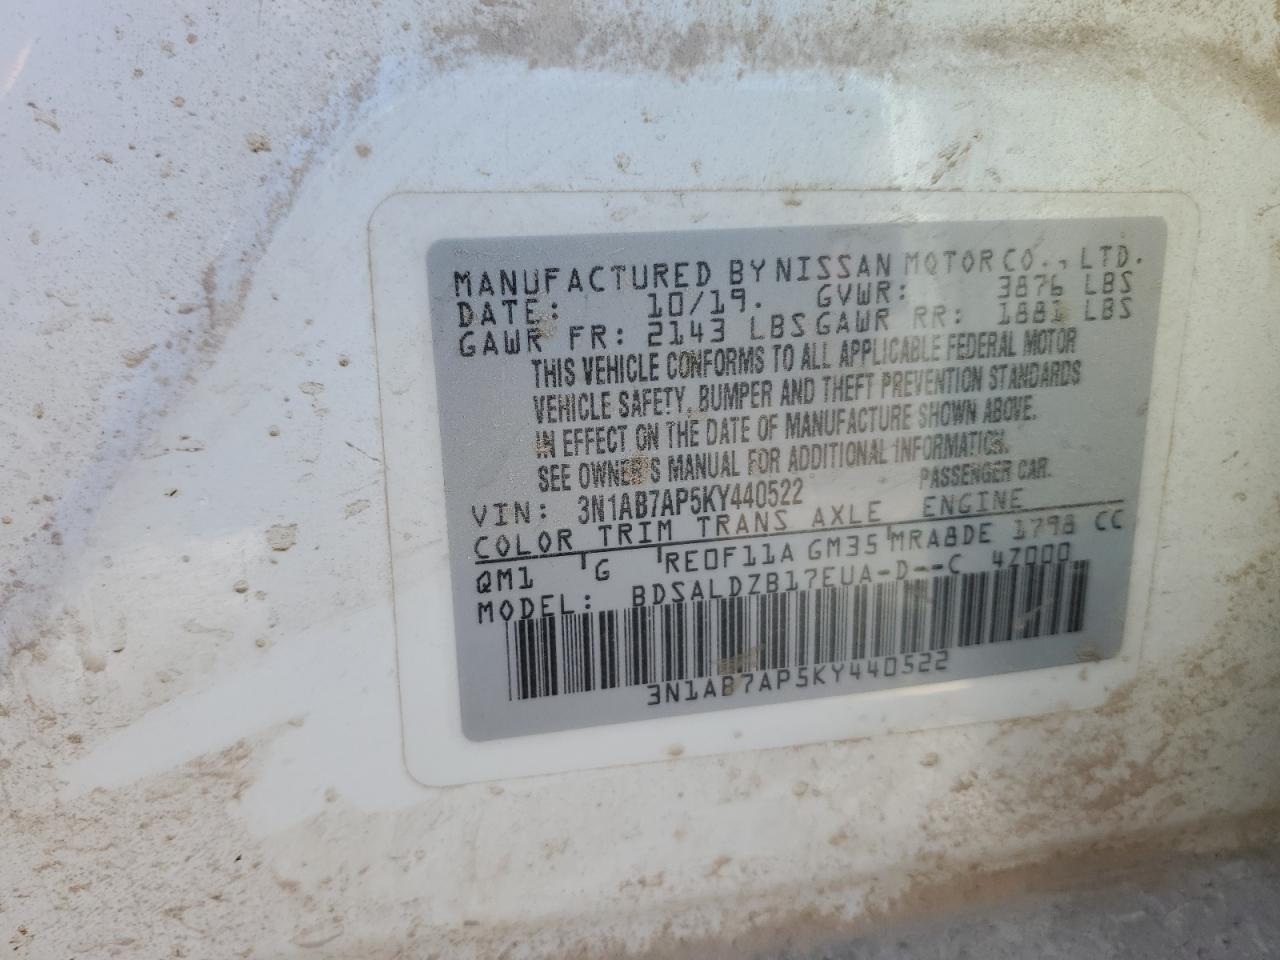 MANUFACTURED BY NISSAN MOTOR CO., LTD.
DATE: 10/19. GVWR: 3876 LBS
GAWR FR: 2143 LBS GAWR RR: 1881 LBS
THIS VEHICLE CONFORMS TO ALL APPLICABLE FEDERAL MOTOR
VEHICLE SAFETY, BUMPER AND THEFT PREVENTION STANDARDS
IN EFFECT ON THE DATE OF MANUFACTURE SHOWN ABOVE.
SEE OWNER'S MANUAL FOR ADDITIONAL INFORMATION.
VIN: 3N1AB7AP5KY440522 PASSENGER CAR.
COLOR TRIM TRANS AXLE ENGINE
QM1 G RE0F11A GM35 MRA8DE 1798 CC
MODEL: BDSALDZB17EUA-D--C 4Z000
3N1AB7AP5KY440522